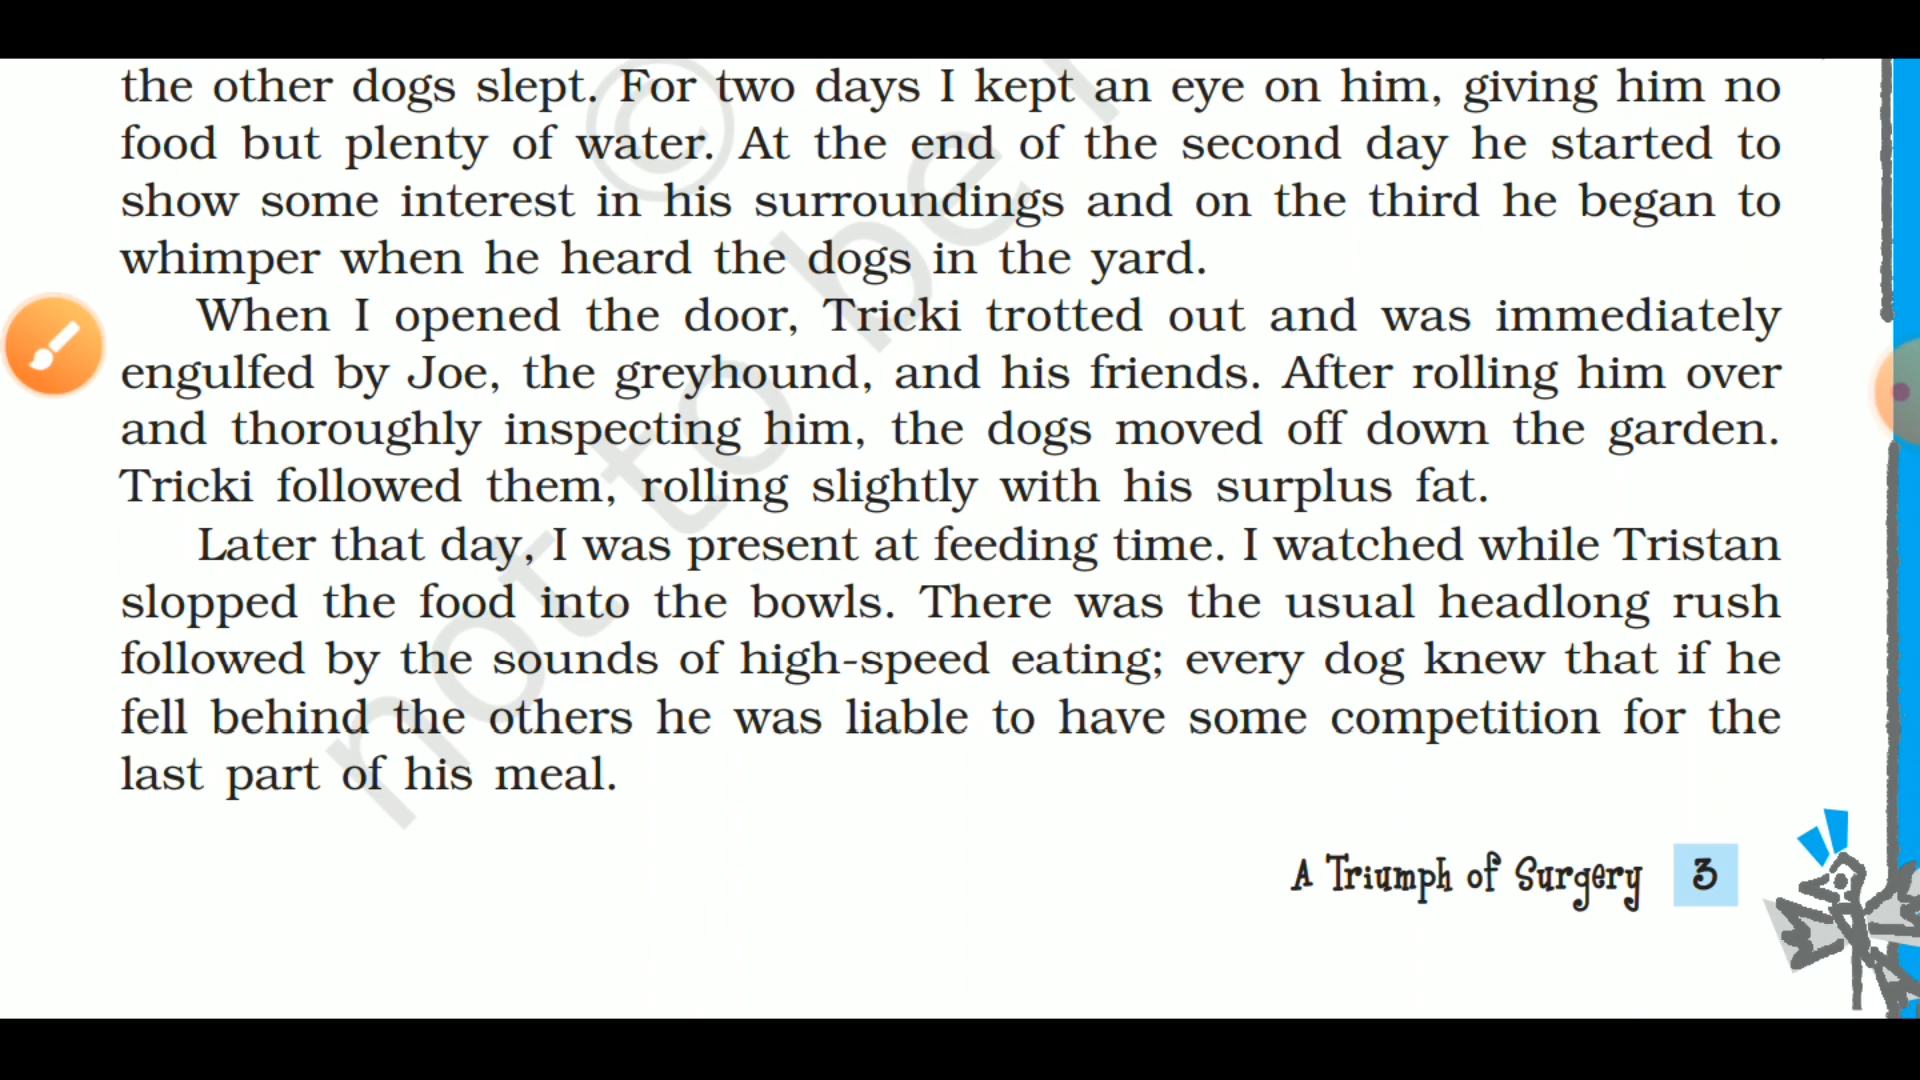 the other dogs slept. For two days I kept an eye on him, giving him no
food but plenty of water. At the end of the second day he started to
show some interest in his surroundings and on the third he began to
whimper when he heard the dogs in the yard.
When I opened the door, Tricki trotted out and was immediately
engulfed by Joe, the greyhound, and his friends. After rolling him over
and thoroughly inspecting him, the dogs moved off down the garden.
Tricki followed them, rolling slightly with his surplus fat.
Later that day, I was present at feeding time. I watched while Tristan
slopped the food into the bowls. There was the usual headlong rush
followed by the sounds of high-speed eating; every dog knew that if he
fell behind the others he was liable to have some competition for the
last part of his meal.
A Triumph of Surgery 3
©
not to be